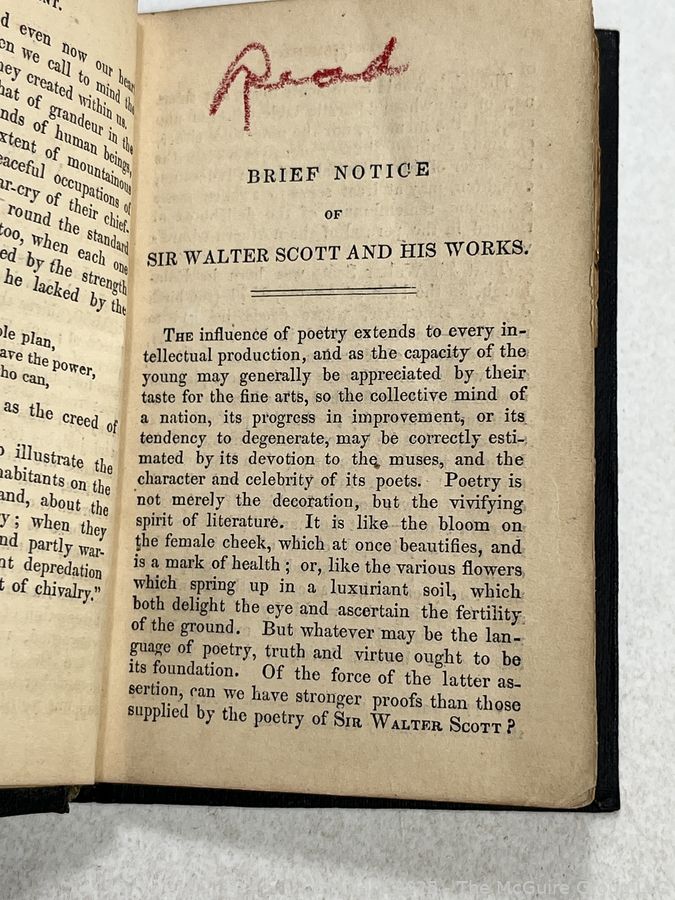 NT.
d even now our hear
en we call to mind the
ney created within us.
hat of grandeur in the
nds of human beings,
xtent of mountainous
eaceful occupations of
ar-cry of their chief.
round the standard
too, when each one
ed by the strength
he lacked by the
ple plan,
ave the power,
ho can,
as the creed of
o illustrate the
habitants on the
and, about the
y; when they
nd partly war-
nt depredation
t of chivalry."
Read
BRIEF NOTICE
OF
SIR WALTER SCOTT AND HIS WORKS.
THE influence of poetry extends to every in-
tellectual production, and as the capacity of the
young may generally be appreciated by their
taste for the fine arts, so the collective mind of
a nation, its progress in improvement, or its
tendency to degenerate, may be correctly esti-
mated by its devotion to the muses, and the
character and celebrity of its poets. Poetry is
not merely the decoration, but the vivifying
spirit of literature. It is like the bloom on
the female cheek, which at once beautifies, and
is a mark of health; or, like the various flowers
which spring up in a luxuriant soil, which
both delight the eye and ascertain the fertility
of the ground. But whatever may be the lan-
guage of poetry, truth and virtue ought to be
its foundation. Of the force of the latter as-
sertion, can we have stronger proofs than those
supplied by the poetry of SIR WALTER SCOTT?
The McGuire Group